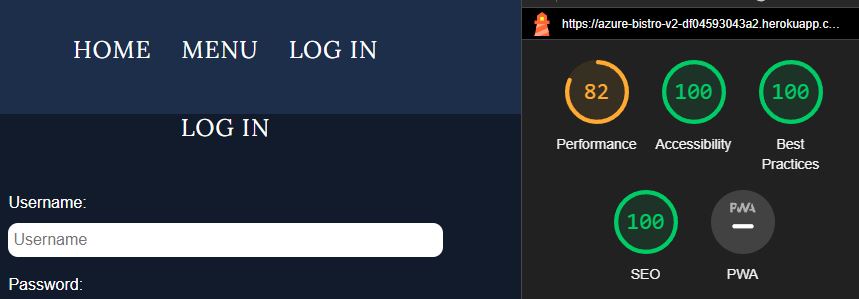 HOME MENU LOG IN
LOG IN
Username:
Username
Password:
https://azure-bistro-v2-df04593043a2.herokuapp.c...
82 100 100
Performance Accessibility Best
Practices
100 PWA
SEO PWA